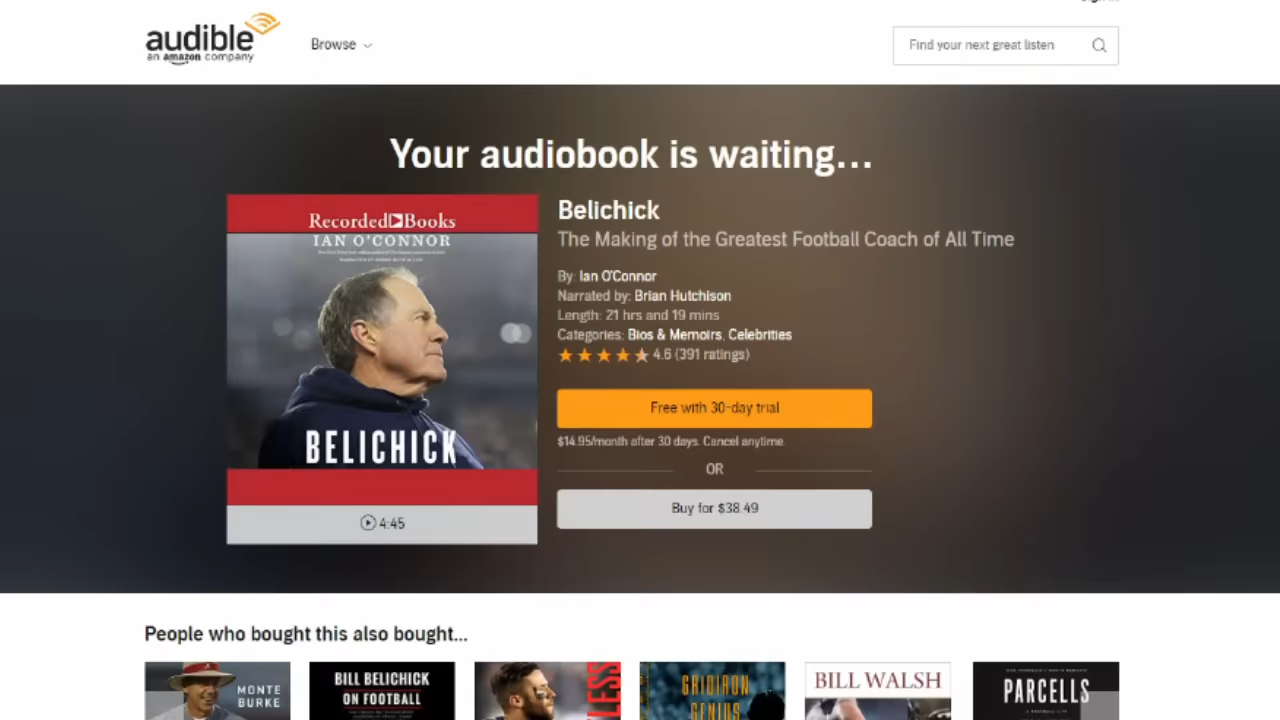 audible
an amazon company
Browse
Find your next great listen
Your audiobook is waiting...
Recorded Books
IAN O'CONNOR
BELICHICK
4:45
Belichick
The Making of the Greatest Football Coach of All Time
By: Ian O'Connor
Narrated by: Brian Hutchison
Length: 21 hrs and 19 mins
Categories: Bios & Memoirs, Celebrities
4.6 (391 ratings)
Free with 30-day trial
$14.95/month after 30 days. Cancel anytime.
OR
Buy for $38.49
People who bought this also bought...
MONTE
BURKE
BILL BELICHICK
ON FOOTBALL
LESS
GRIDIRON
GENIUS
BILL WALSH
PARCELLS